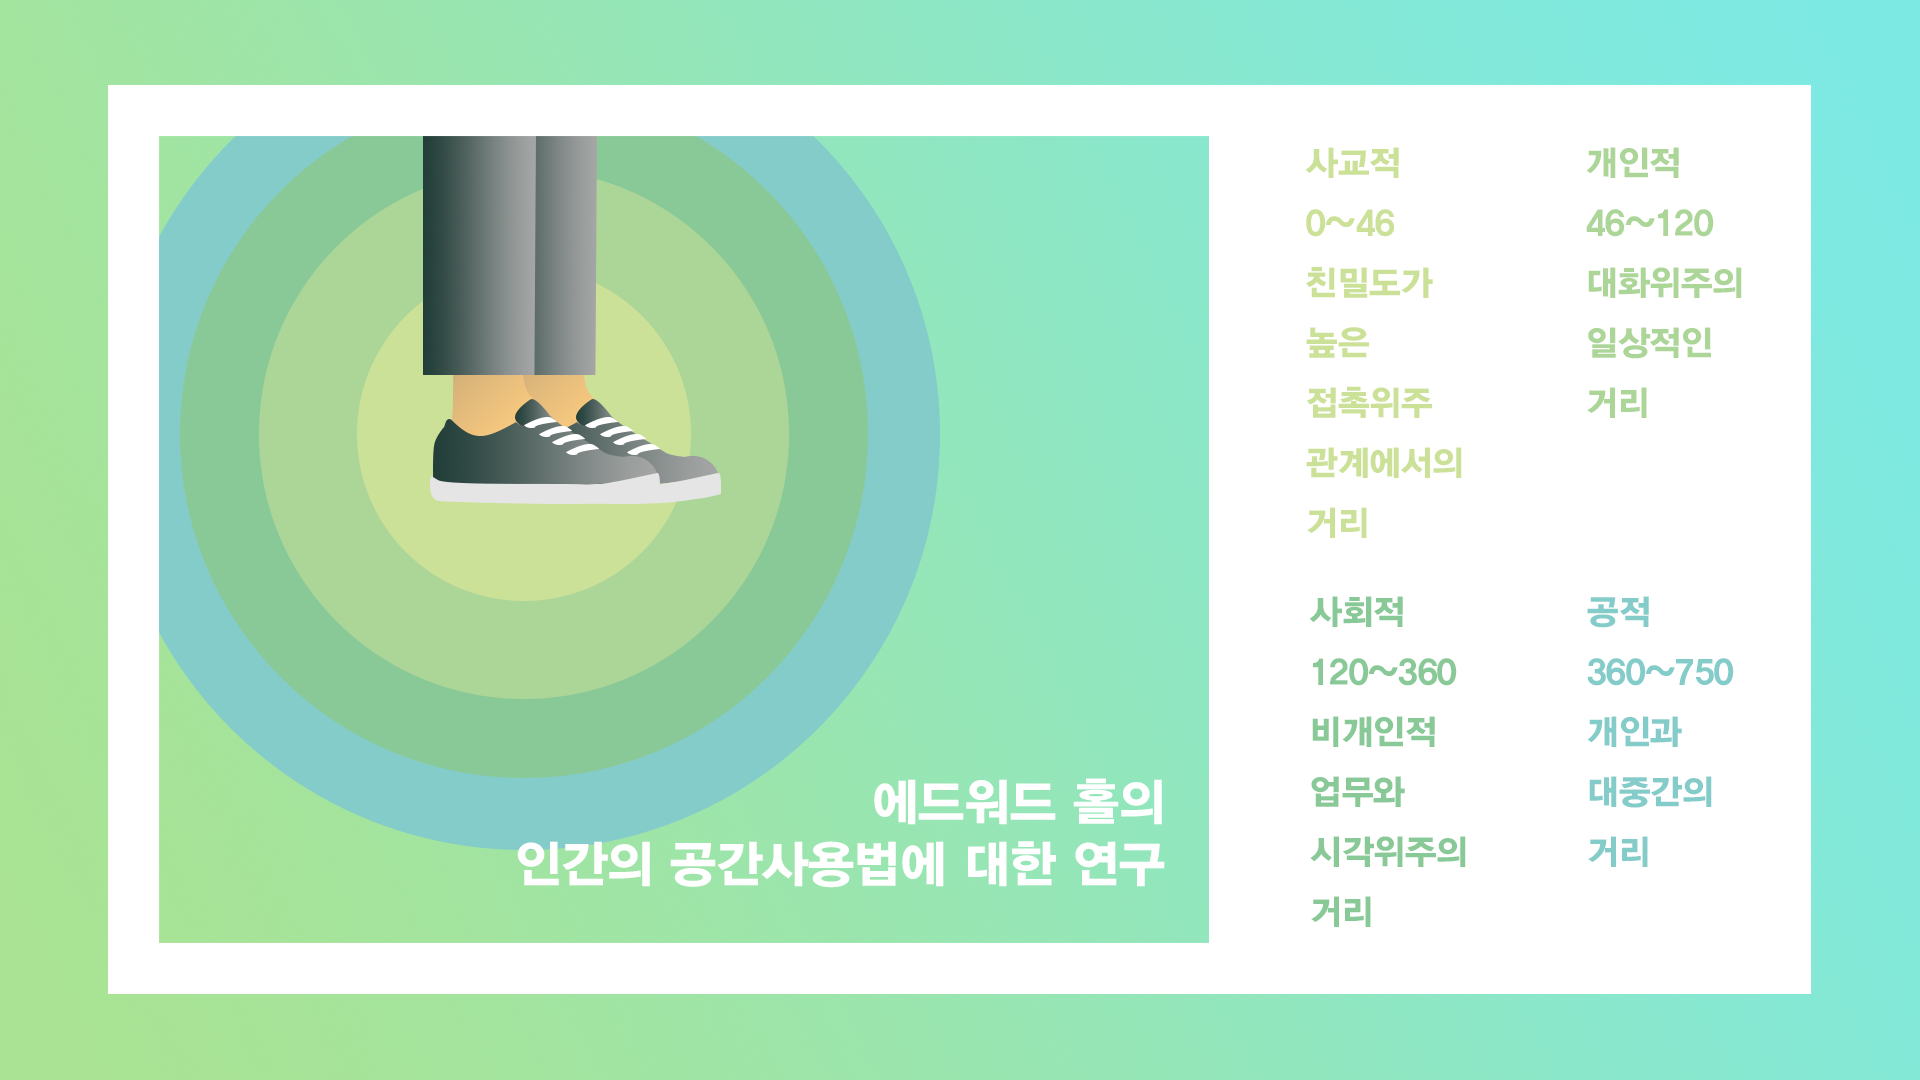 에드워드 홀의
인간의 공간사용법에 대한 연구
사교적
0~46
친밀도가
높은
접촉위주
관계에서의
거리
개인적
46~120
대화위주의
일상적인
거리
사회적
120~360
비개인적
업무와
시각위주의
거리
공적
360~750
개인과
대중간의
거리